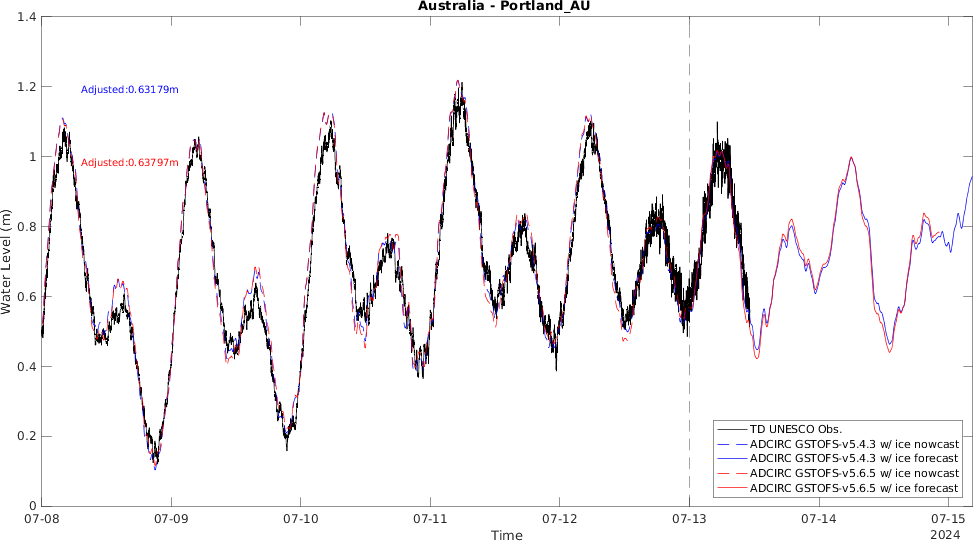 Australia - Portland_AU
1.4
1.2
1
0.8
0.6
0.4
0.2
0
Water Level (m)
Adjusted:0.63179m
Adjusted:0.63797m
TD UNESCO Obs.
ADCIRC GSTOFS-v5.4.3 w/ ice nowcast
ADCIRC GSTOFS-v5.4.3 w/ ice forecast
ADCIRC GSTOFS-v5.6.5 w/ ice nowcast
ADCIRC GSTOFS-v5.6.5 w/ ice forecast
07-08 07-09 07-10 07-11 07-12 07-13 07-14 07-15
Time
2024